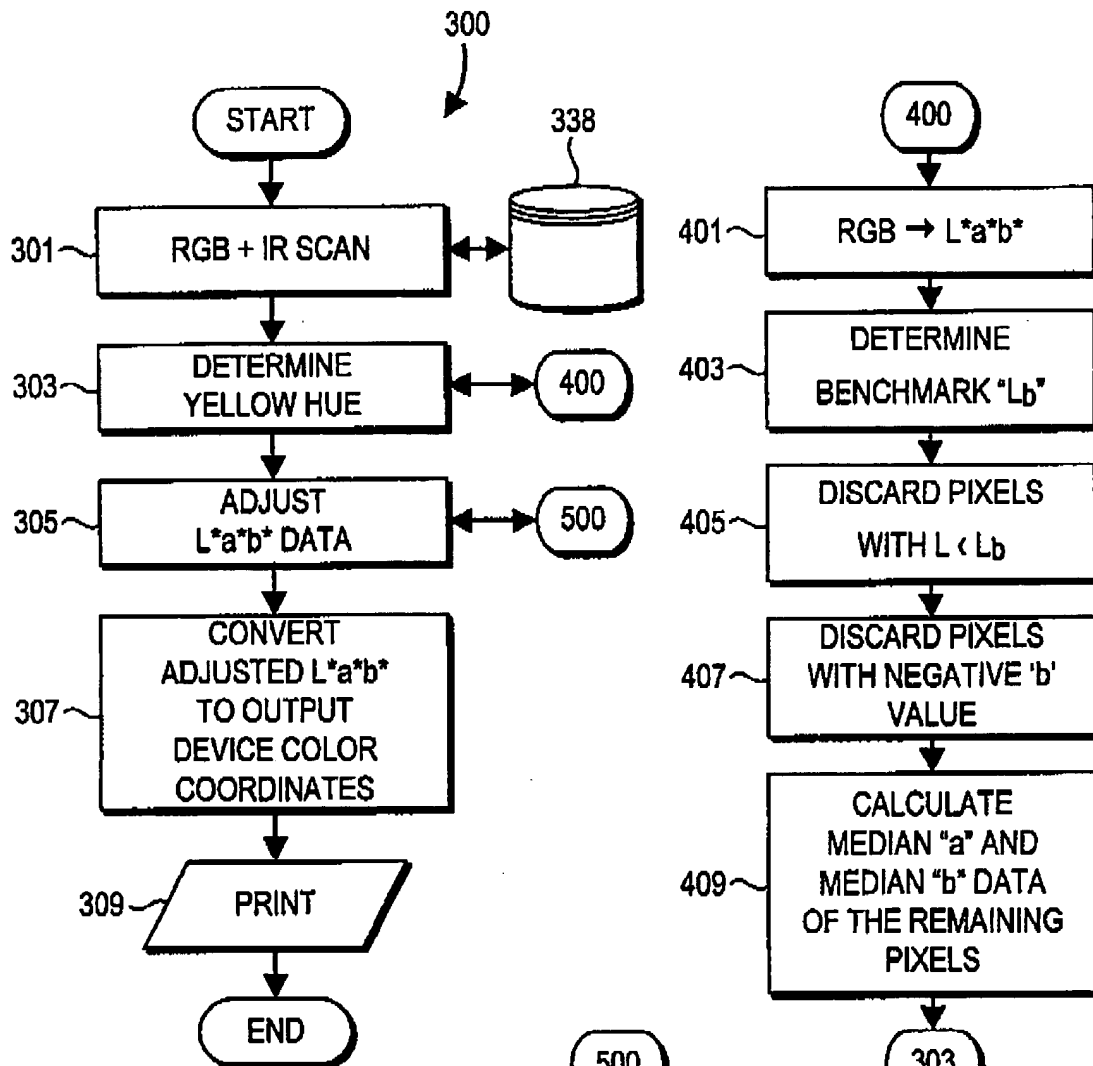 300
START
338
301
RGB + IR SCAN
303
DETERMINE
YELLOW HUE
400
305
ADJUST
L*a*b* DATA
500
307
CONVERT
ADJUSTED L*a*b*
TO OUTPUT
DEVICE COLOR
COORDINATES
309
PRINT
END
400
401
RGB → L*a*b*
403
DETERMINE
BENCHMARK "Lb"
405
DISCARD PIXELS
WITH L < Lb
407
DISCARD PIXELS
WITH NEGATIVE 'b'
VALUE
409
CALCULATE
MEDIAN "a" AND
MEDIAN "b" DATA
OF THE REMAINING
PIXELS
500
303